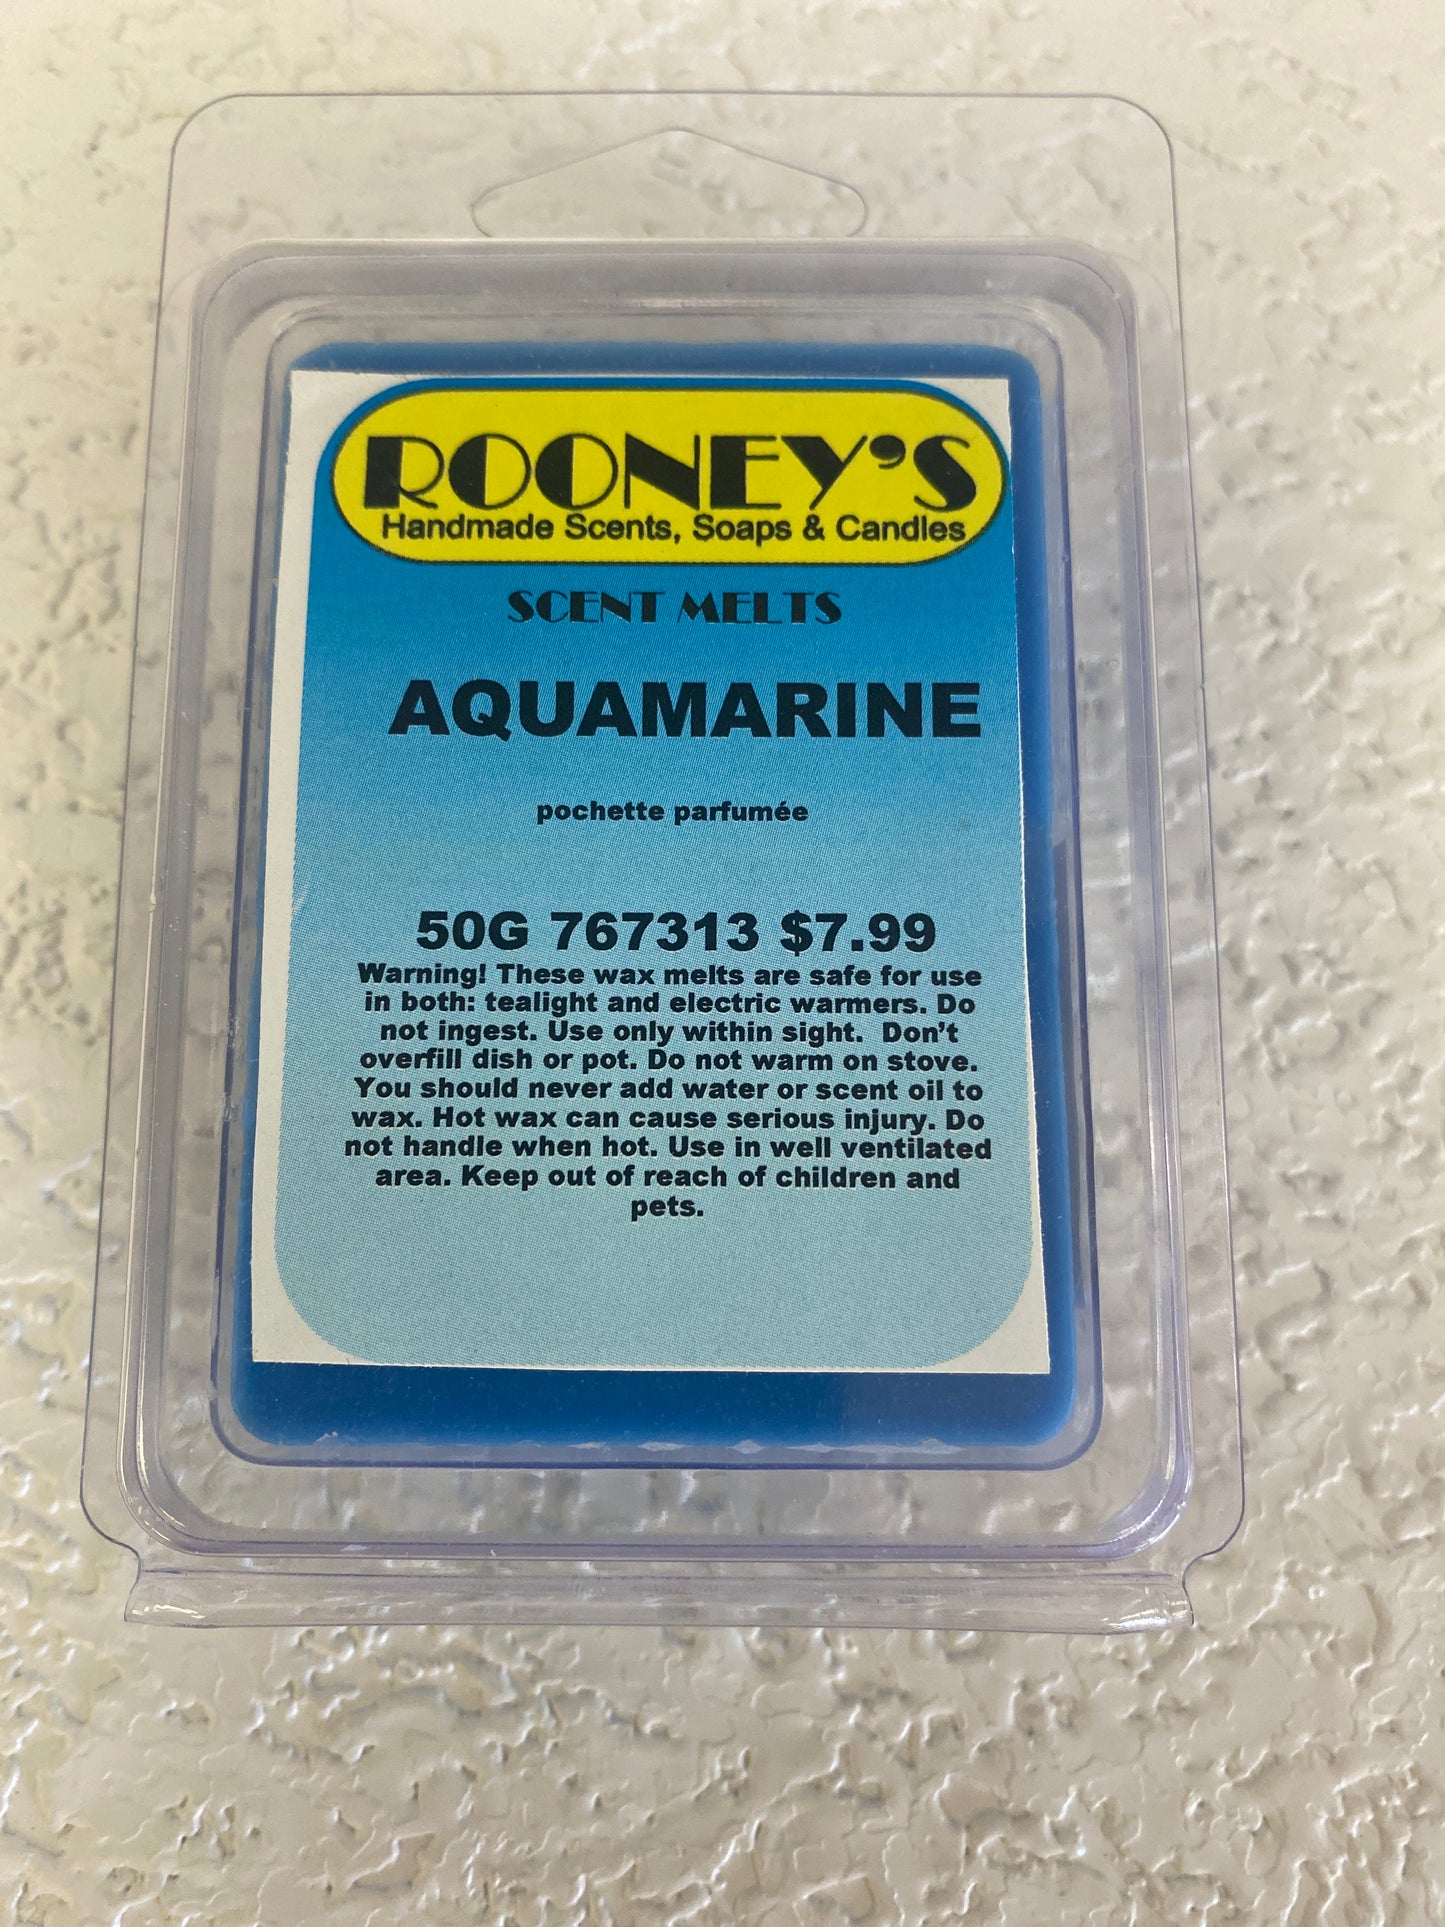 ROONEY'S
Handmade Scents, Soaps & Candles
SCENT MELTS
AQUAMARINE
pochette parfumée
50G 767313 $7.99
Warning! These wax melts are safe for use
in both: tealight and electric warmers. Do
not ingest. Use only within sight. Don't
overfill dish or pot. Do not warm on stove.
You should never add water or scent oil to
wax. Hot wax can cause serious injury. Do
not handle when hot. Use in well ventilated
area. Keep out of reach of children and
pets.